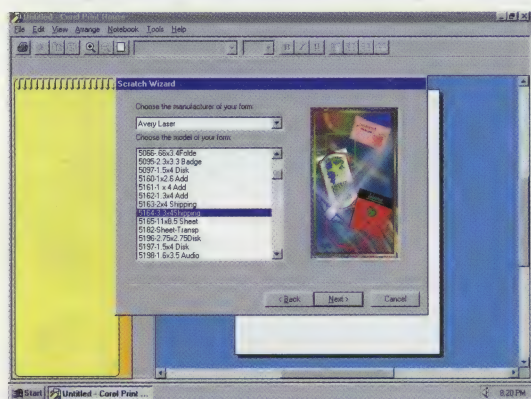 Untitled - Corel Print House
File Edit View Arrange Notebook Tools Help
Scratch Wizard
Choose the manufacturer of your form:
Avery Laser
Choose the model of your form:
5066-.66x3.4Folde
5095-2.3x3.3 Badge
5097-1.5x4 Disk
5160-1x2.6 Add
5161-1 x 4 Add
5162-1.3x4 Add
5163-2x4 Shipping
5164-3.3x4Shipping
5165-11x8.5 Sheet
5182-Sheet-Transp
5196-2.75x2.75Disk
5197-1.5x4 Disk
5198-1.6x3.5 Audio
< Back Next > Cancel
Start Untitled - Corel Print ... 8:20 PM